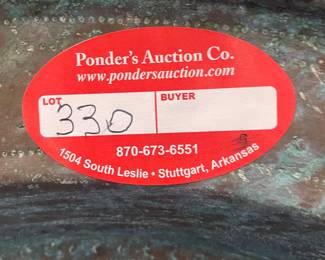 Ponder's Auction Co.
www.pondersauction.com
LOT BUYER
330
870-673-6551
1504 South Leslie • Stuttgart, Arkansas